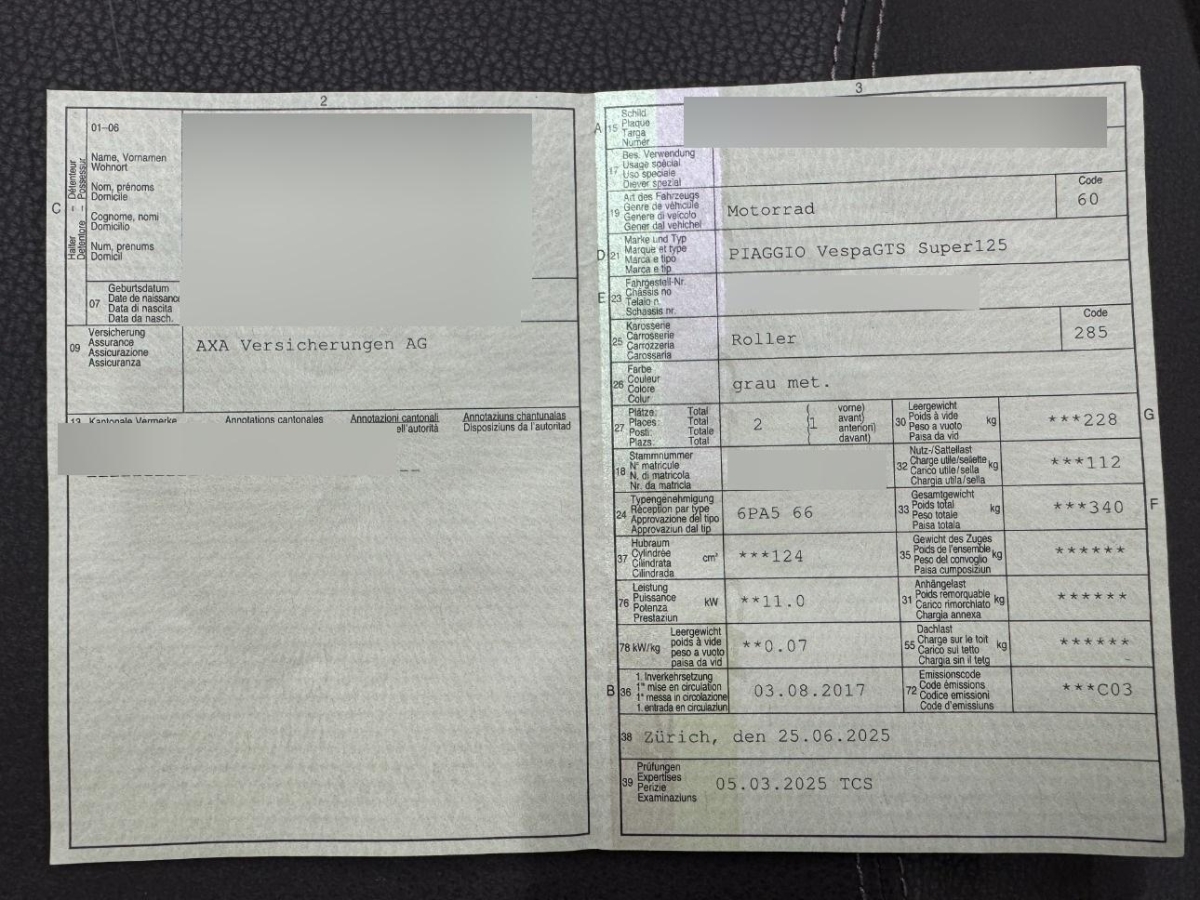 2
01–06
Name, Vornamen
Wohnort
Nom, prénoms
Domicile
Cognome, nomi
Domicilio
Num, prenums
Domicil
C
Halter – Détenteur
Detentore – Possessur
07
Geburtsdatum
Date de naissanc
Data di nascita
Data da nasch.
09
Versicherung
Assurance
Assicurazione
Assicuranza
AXA Versicherungen AG
13 Kantonale Vermerke Annotations cantonales Annotazioni cantonali Annotaziuns chantunalas
ell'autorità Disposiziuns da l'autoritad
3
A 15 Schild
Plaque
Targa
Numer
17 Bes. Verwendung
Usage spécial
Uso speciale
Diever spezial
19 Art des Fahrzeugs
Genre de véhicule
Genere di veicolo
Gener dal vehichel
Motorrad
Code
60
D 21 Marke und Typ
Marque et type
Marca e tipo
Marca e tip
PIAGGIO VespaGTS Super125
E 23 Fahrgestell-Nr.
Châssis no
Telaio n.
Schassis nr.
25 Karosserie
Carrosserie
Carrozzeria
Carossaria
Roller
Code
285
26 Farbe
Couleur
Colore
Colur
grau met.
27 Plätze: Total
Places: Total
Posti: Totale
Plazs: Total
2
( 1 vorne)
avant)
anteriori)
davant)
30 Leergewicht
Poids à vide
Peso a vuoto
Paisa da vid
kg
***228
G
18 Stammnummer
N° matricule
N. di matricola
Nr. da matricla
32 Nutz-/Sattellast
Charge utile/sellette
Carico utile/sella
Chargia utila/sella
kg
***112
24 Typengenehmigung
Réception par type
Approvazione del tipo
Approvaziun dal tip
6PA5 66
33 Gesamtgewicht
Poids total
Peso totale
Paisa totala
kg
***340
F
37 Hubraum
Cylindrée
Cilindrata
Cilindrada
cm³
***124
35 Gewicht des Zuges
Poids de l'ensemble
Peso del convoglio
Paisa cumposiziun
kg
******
76 Leistung
Puissance
Potenza
Prestaziun
kW
**11.0
31 Anhängelast
Poids remorquable
Carico rimorchiato
Chargia annexa
kg
******
78 kW/kg
Leergewicht
poids à vide
peso a vuoto
paisa da vid
**0.07
55 Dachlast
Charge sur le toit
Carico sul tetto
Chargia sin il tetg
kg
******
B 36 1. Inverkehrsetzung
1re mise en circulation
1a messa in circolazione
1. entrada en circulaziun
03.08.2017
72 Emissionscode
Code émissions
Codice emissioni
Code d'emissiuns
***C03
38 Zürich, den 25.06.2025
39 Prüfungen
Expertises
Perizie
Examinaziuns
05.03.2025 TCS